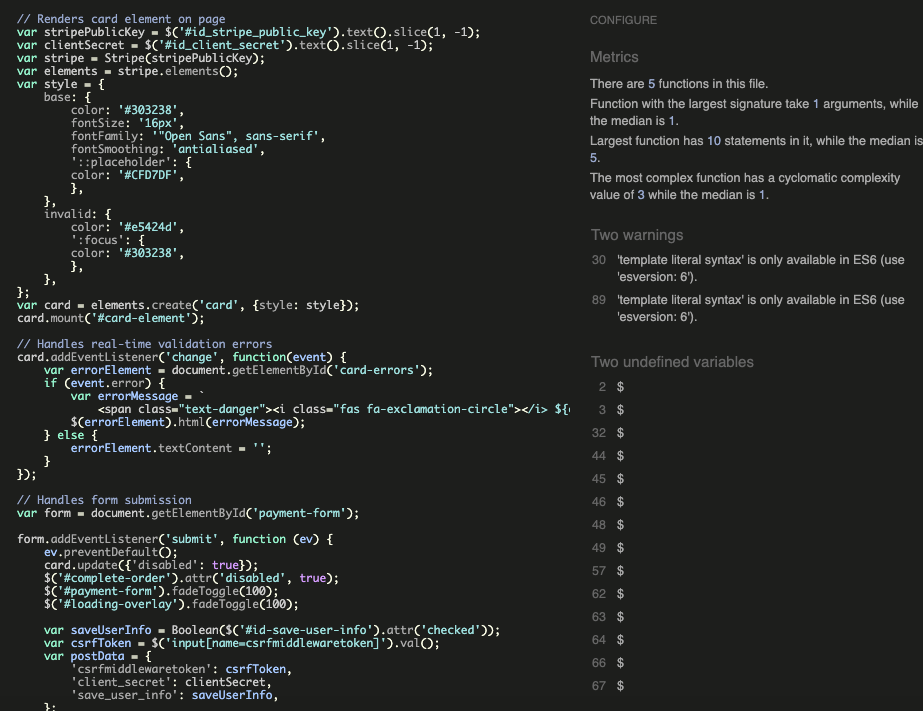 // Renders card element on page
var stripePublicKey = $('#id_stripe_public_key').text().slice(1, -1);
var clientSecret = $('#id_client_secret').text().slice(1, -1);
var stripe = Stripe(stripePublicKey);
var elements = stripe.elements();
var style = {
    base: {
        color: '#303238',
        fontSize: '16px',
        fontFamily: '"Open Sans", sans-serif',
        fontSmoothing: 'antialiased',
        '::placeholder': {
        color: '#CFD7DF',
        },
    },
    invalid: {
        color: '#e5424d',
        ':focus': {
        color: '#303238',
        },
    },
};
var card = elements.create('card', {style: style});
card.mount('#card-element');
// Handles real-time validation errors
card.addEventListener('change', function(event) {
    var errorElement = document.getElementById('card-errors');
    if (event.error) {
        var errorMessage = `
            <span class="text-danger"><i class="fas fa-exclamation-circle"></i> ${
        $(errorElement).html(errorMessage);
    } else {
        errorElement.textContent = '';
    }
});
// Handles form submission
var form = document.getElementById('payment-form');
form.addEventListener('submit', function (ev) {
    ev.preventDefault();
    card.update({'disabled': true});
    $('#complete-order').attr('disabled', true);
    $('#payment-form').fadeToggle(100);
    $('#loading-overlay').fadeToggle(100);
    var saveUserInfo = Boolean($('#id-save-user-info').attr('checked'));
    var csrfToken = $('input[name=csrfmiddlewaretoken]').val();
    var postData = {
        'csrfmiddlewaretoken': csrfToken,
        'client_secret': clientSecret,
        'save_user_info': saveUserInfo,
    };
CONFIGURE
Metrics
There are 5 functions in this file.
Function with the largest signature take 1 arguments, while
the median is 1.
Largest function has 10 statements in it, while the median is
5.
The most complex function has a cyclomatic complexity
value of 3 while the median is 1.
Two warnings
30 'template literal syntax' is only available in ES6 (use
'esversion: 6').
89 'template literal syntax' is only available in ES6 (use
'esversion: 6').
Two undefined variables
2 $
3 $
32 $
44 $
45 $
46 $
48 $
49 $
57 $
62 $
63 $
64 $
66 $
67 $